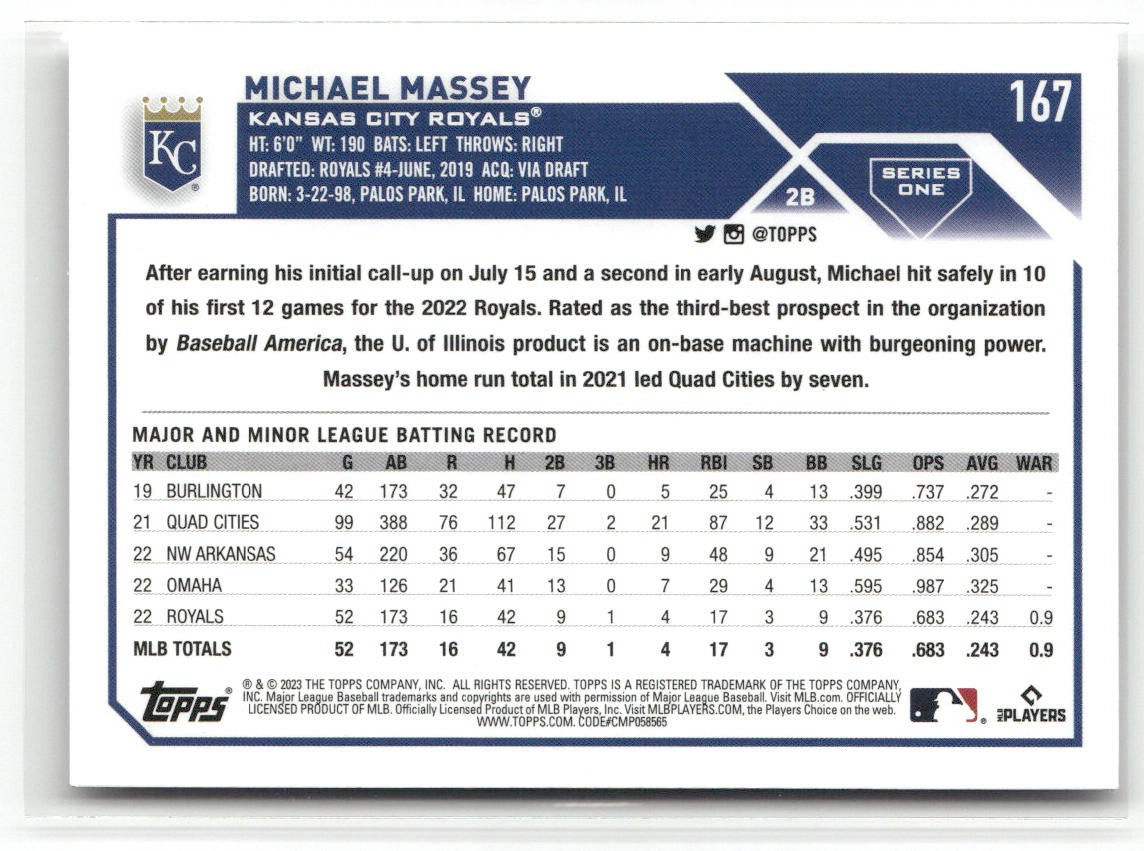 MICHAEL MASSEY
167
KC
®
KANSAS CITY ROYALS®
HT: 6'0" WT: 190 BATS: LEFT THROWS: RIGHT
DRAFTED: ROYALS #4-JUNE, 2019 ACQ: VIA DRAFT
BORN: 3-22-98, PALOS PARK, IL HOME: PALOS PARK, IL
2B
SERIES
ONE
@TOPPS
After earning his initial call-up on July 15 and a second in early August, Michael hit safely in 10
of his first 12 games for the 2022 Royals. Rated as the third-best prospect in the organization
by Baseball America, the U. of Illinois product is an on-base machine with burgeoning power.
Massey's home run total in 2021 led Quad Cities by seven.
MAJOR AND MINOR LEAGUE BATTING RECORD
YR CLUB G AB R H 2B 3B HR RBI SB BB SLG OPS AVG WAR
19 BURLINGTON 42 173 32 47 7 0 5 25 4 13 .399 .737 .272 -
21 QUAD CITIES 99 388 76 112 27 2 21 87 12 33 .531 .882 .289 -
22 NW ARKANSAS 54 220 36 67 15 0 9 48 9 21 .495 .854 .305 -
22 OMAHA 33 126 21 41 13 0 7 29 4 13 .595 .987 .325 -
22 ROYALS 52 173 16 42 9 1 4 17 3 9 .376 .683 .243 0.9
MLB TOTALS 52 173 16 42 9 1 4 17 3 9 .376 .683 .243 0.9
TOPPS®
® & © 2023 THE TOPPS COMPANY, INC. ALL RIGHTS RESERVED. TOPPS IS A REGISTERED TRADEMARK OF THE TOPPS COMPANY,
INC. Major League Baseball trademarks and copyrights are used with permission of Major League Baseball. Visit MLB.com. OFFICIALLY
LICENSED PRODUCT OF MLB. Officially Licensed Product of MLB Players, Inc. Visit MLBPLAYERS.COM, the Players Choice on the web.
WWW.TOPPS.COM. CODE#CMP058565
®
MLB PLAYERS